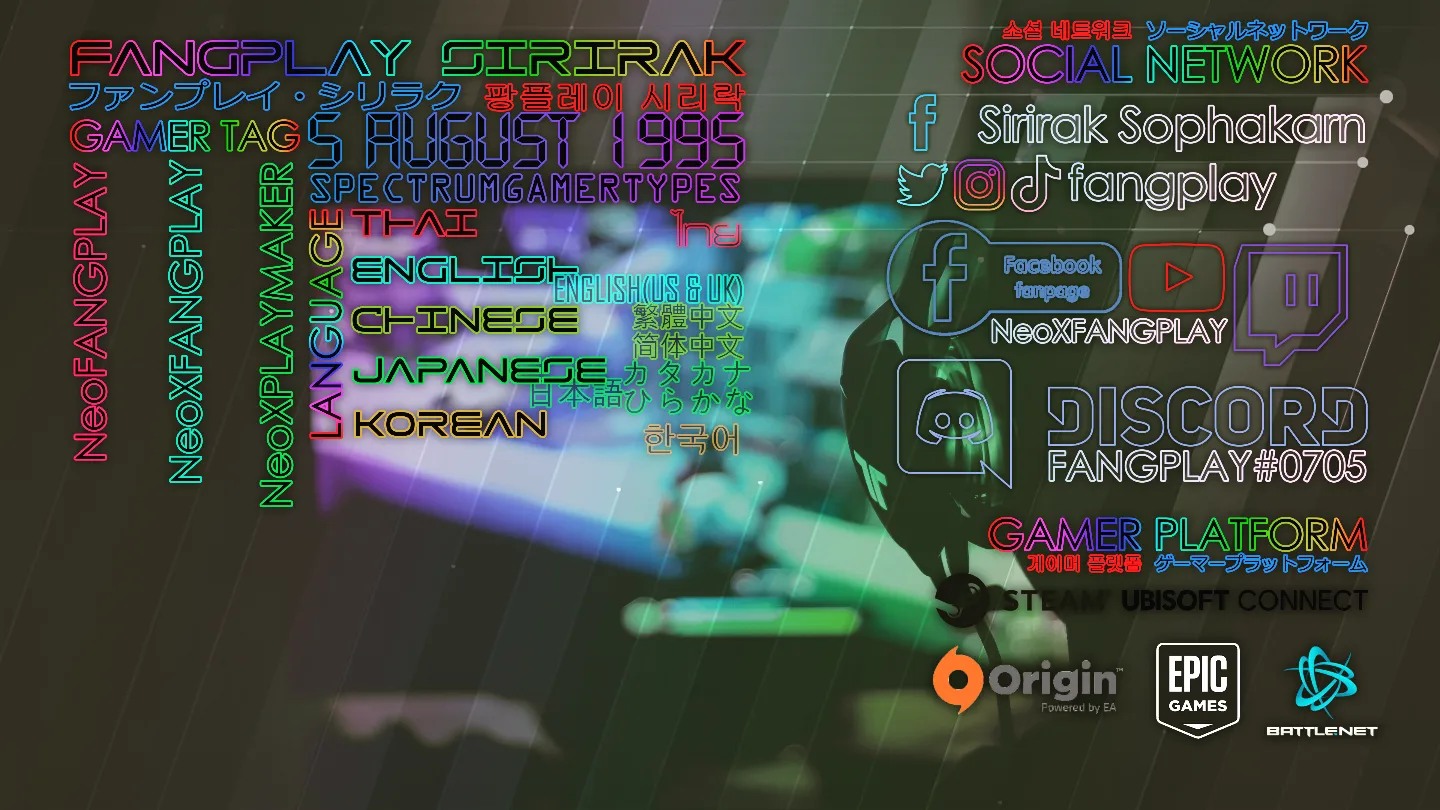 FANGPLAY SIRIRAK
ファンプレイ・シリラク 팡플레이 시리락
GAMER TAG
5 AUGUST 1995
SPECTRUMGAMERTYPES
NeoFANGPLAY
NeoXFANGPLAY
NeoXPLAYMAKER
LANGUAGE
THAI ไทย
ENGLISH ENGLISH(US & UK)
CHINESE 繁體中文
简体中文
JAPANESE カタカナ
日本語ひらかな
KOREAN 한국어
소셜 네트워크 ソーシャルネットワーク
SOCIAL NETWORK
Sirirak Sophakarn
fangplay
Facebook
fanpage
NeoXFANGPLAY
DISCORD
FANGPLAY#0705
GAMER PLATFORM
게이머 플랫폼 ゲーマープラットフォーム
STEAM UBISOFT CONNECT
Origin™
Powered by EA
EPIC
GAMES
BATTLE.NET